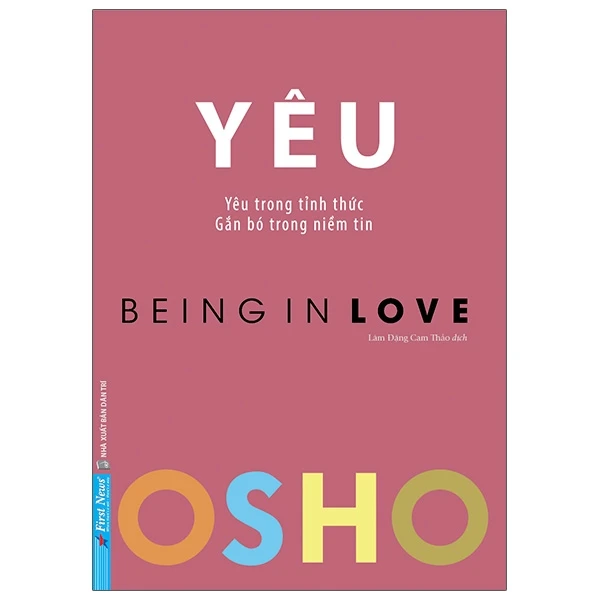 YÊU
Yêu trong tỉnh thức
Gắn bó trong niềm tin
BEING IN LOVE
Lâm Đặng Cam Thảo dịch
NHÀ XUẤT BẢN DÂN TRÍ
First News
OSHO